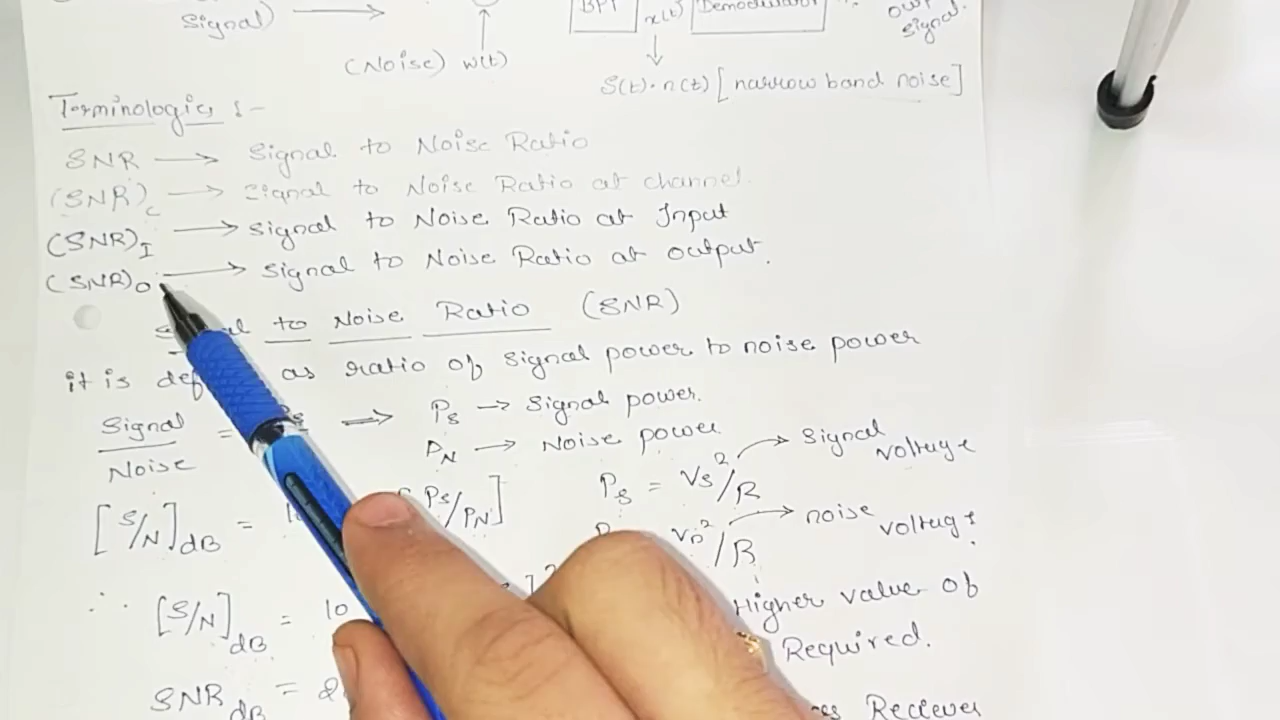 Signal) BPF x(t) Demodulator
signal.
(Noise) w(t)
S(t)·n(t) [narrow band noise]
Terminologies :-
SNR → Signal to Noise Ratio
(SNR)c → Signal to Noise Ratio at channel.
(SNR)I → Signal to Noise Ratio at Input
(SNR)O → Signal to Noise Ratio at output.
to Noise Ratio (SNR)
it is as ratio of signal power to noise power
Signal/Noise = → Ps → Signal power.
PN → Noise power.
Ps = Vs²/R → Signal voltage
[S/N]dB = Ps/PN]
Vn²/R → noise voltage
∴ [S/N]dB = 10
Higher value of
Required.
SNRdB =
Reciever